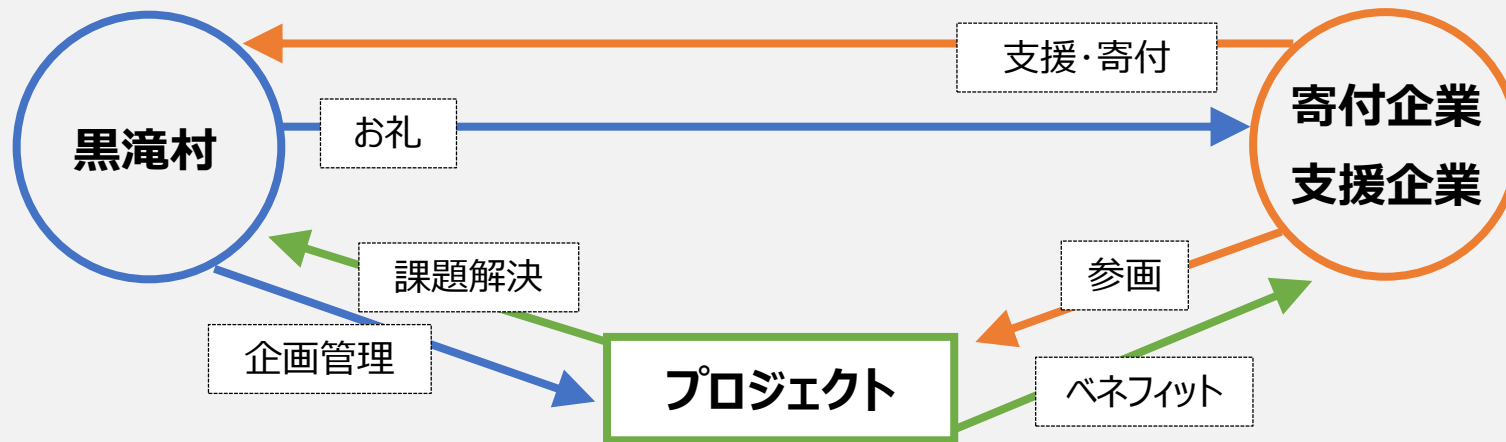 支援・寄付
寄付企業
支援企業
黒滝村
お礼
課題解決
参画
企画管理
プロジェクト
ベネフィット